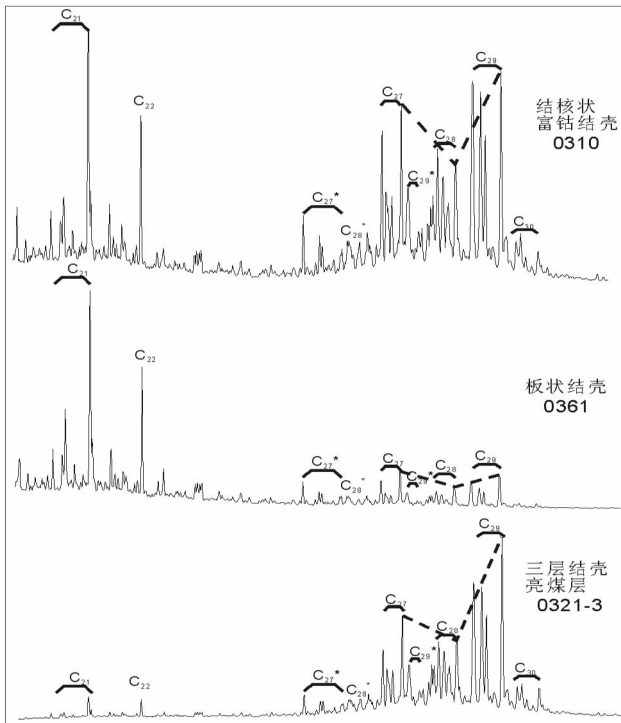 C₂₁
C₂₂
C₂₇*
C₂₈*
C₂₇
C₂₉*
C₂₈
C₂₉
C₃₀
结核状
富钴结壳
0310
C₂₁
C₂₂
C₂₇*
C₂₈*
C₂₇
C₂₉*
C₂₈
C₂₉
板状结壳
0361
C₂₁
C₂₂
C₂₇*
C₂₈*
C₂₇
C₂₉*
C₂₈
C₂₉
C₃₀
三层结壳
亮煤层
0321-3